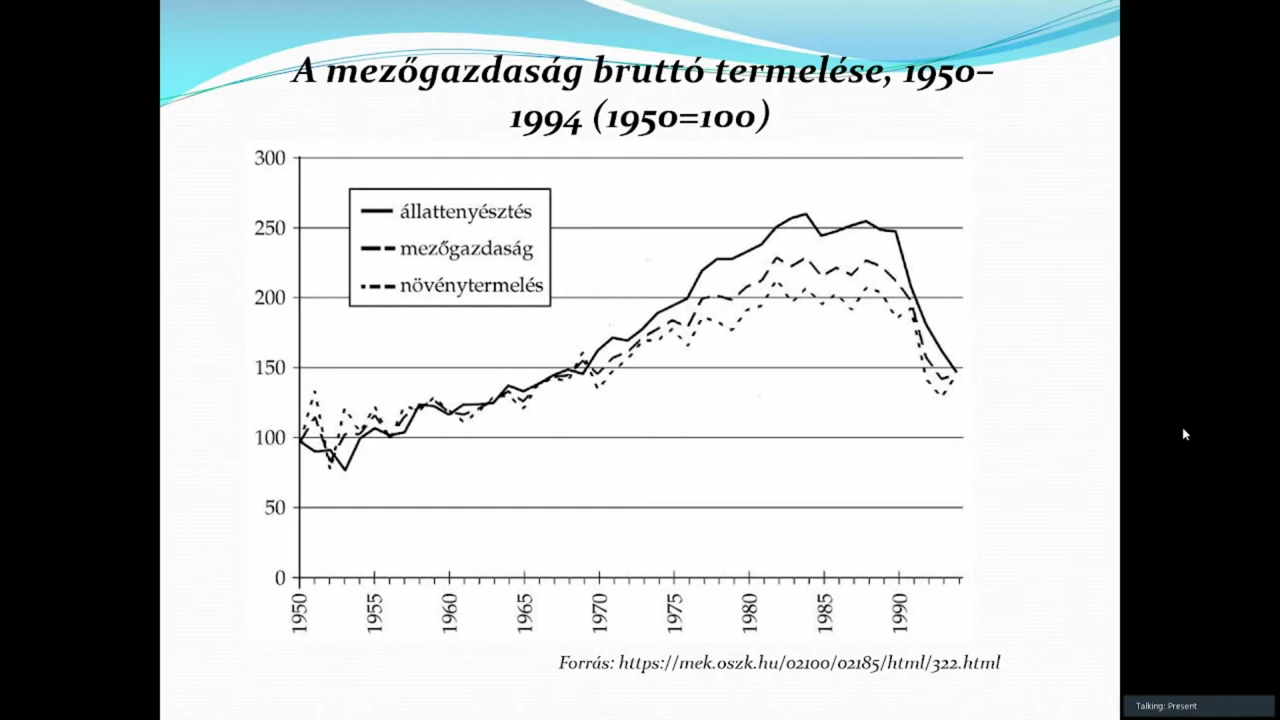 A mezőgazdaság bruttó termelése, 1950–
1994 (1950=100)
300
250
200
150
100
50
0
állattenyésztés
mezőgazdaság
növénytermelés
1950
1955
1960
1965
1970
1975
1980
1985
1990
Forrás: https://mek.oszk.hu/02100/02185/html/322.html
Talking: Present